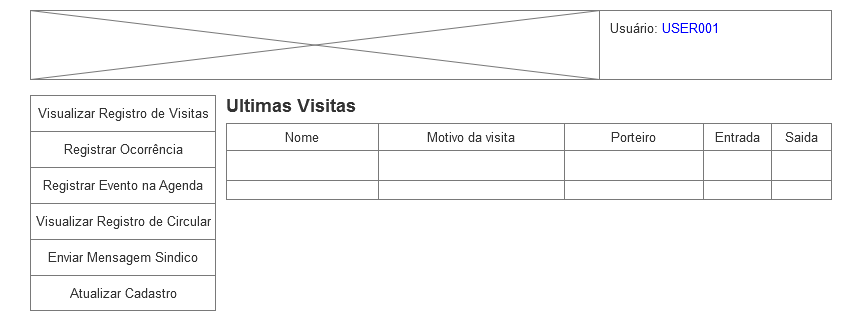 Usuário: USER001
Visualizar Registro de Visitas
Registrar Ocorrência
Registrar Evento na Agenda
Visualizar Registro de Circular
Enviar Mensagem Sindico
Atualizar Cadastro
Ultimas Visitas
Nome Motivo da visita Porteiro Entrada Saida